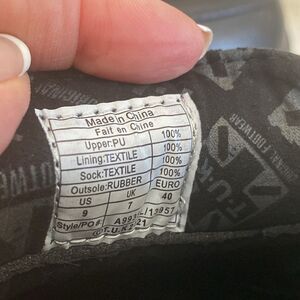 Made in China
Fait en Chine
Upper:PU 100%
Lining:TEXTILE 100%
Sock:TEXTILE 100%
Outsole:RUBBER 100%
US UK EURO
9 7 40
Style/PO#
FOOTWEAR